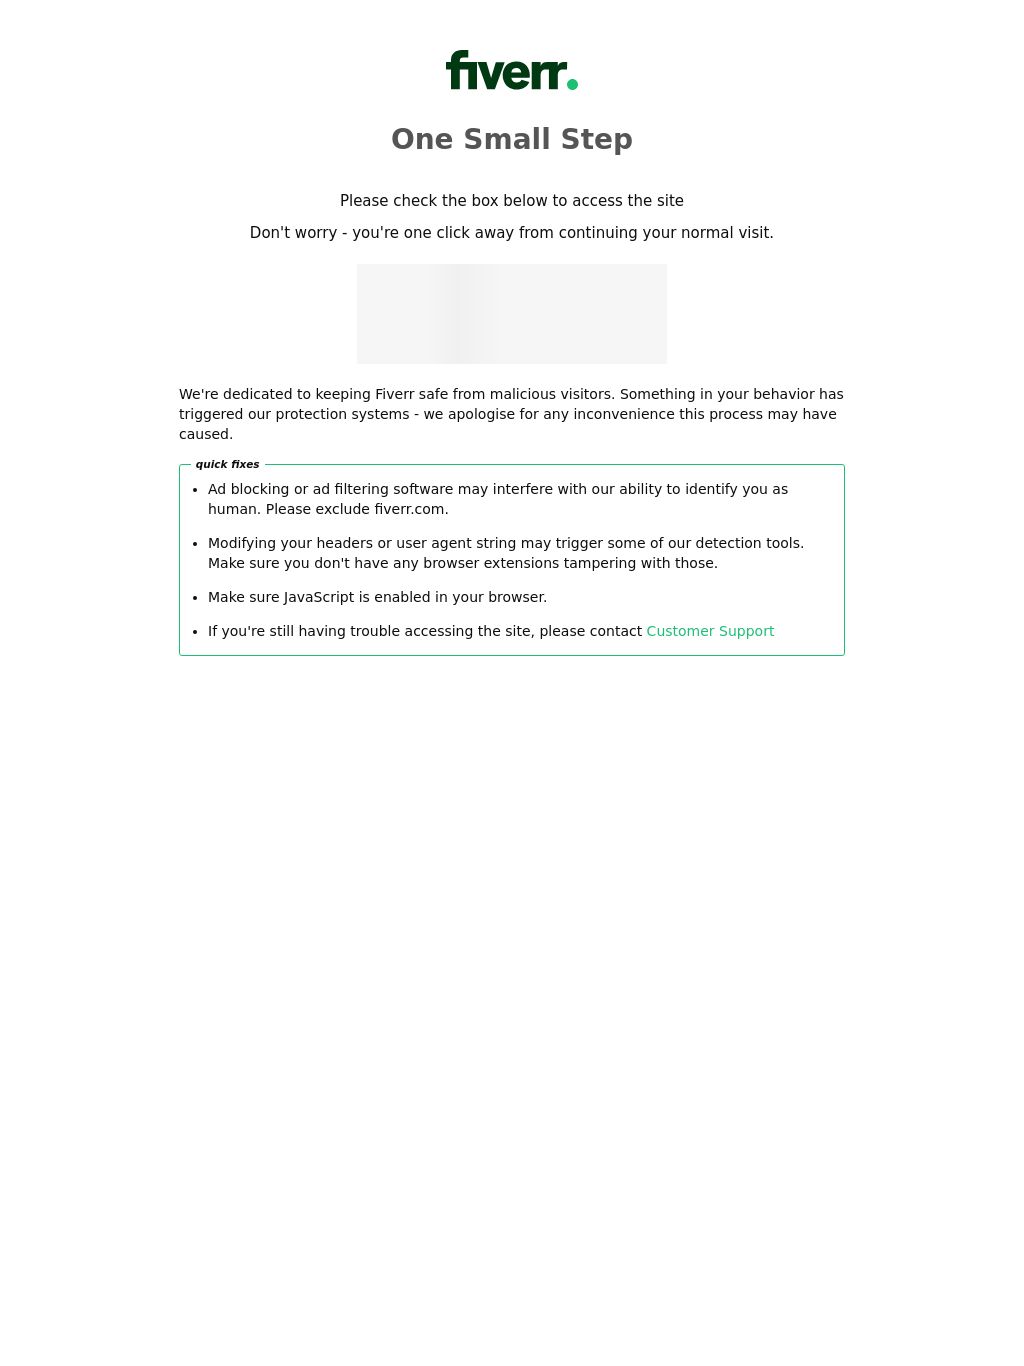 fiverr.
One Small Step
Please check the box below to access the site
Don't worry - you're one click away from continuing your normal visit.
We're dedicated to keeping Fiverr safe from malicious visitors. Something in your behavior has
triggered our protection systems - we apologise for any inconvenience this process may have
caused.
quick fixes
• Ad blocking or ad filtering software may interfere with our ability to identify you as
human. Please exclude fiverr.com.
• Modifying your headers or user agent string may trigger some of our detection tools.
Make sure you don't have any browser extensions tampering with those.
• Make sure JavaScript is enabled in your browser.
• If you're still having trouble accessing the site, please contact Customer Support